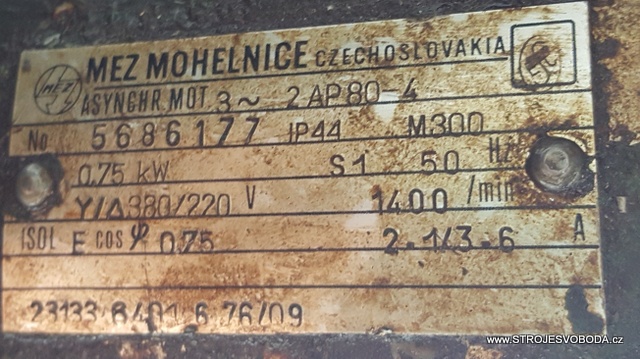 MEZ MOHELNICE CZECHOSLOVAKIA
MEZ
ASYNCHR. MOT. 3~ 2AP80-4
No 5686177 IP44 M300
0.75 kW S1 50 Hz
Y/Δ380/220 V 1400 /min
ISOL E cos φ 0,75 2-1/3-6 A
23133 6 76/09
www.STROJESVOBODA.cz